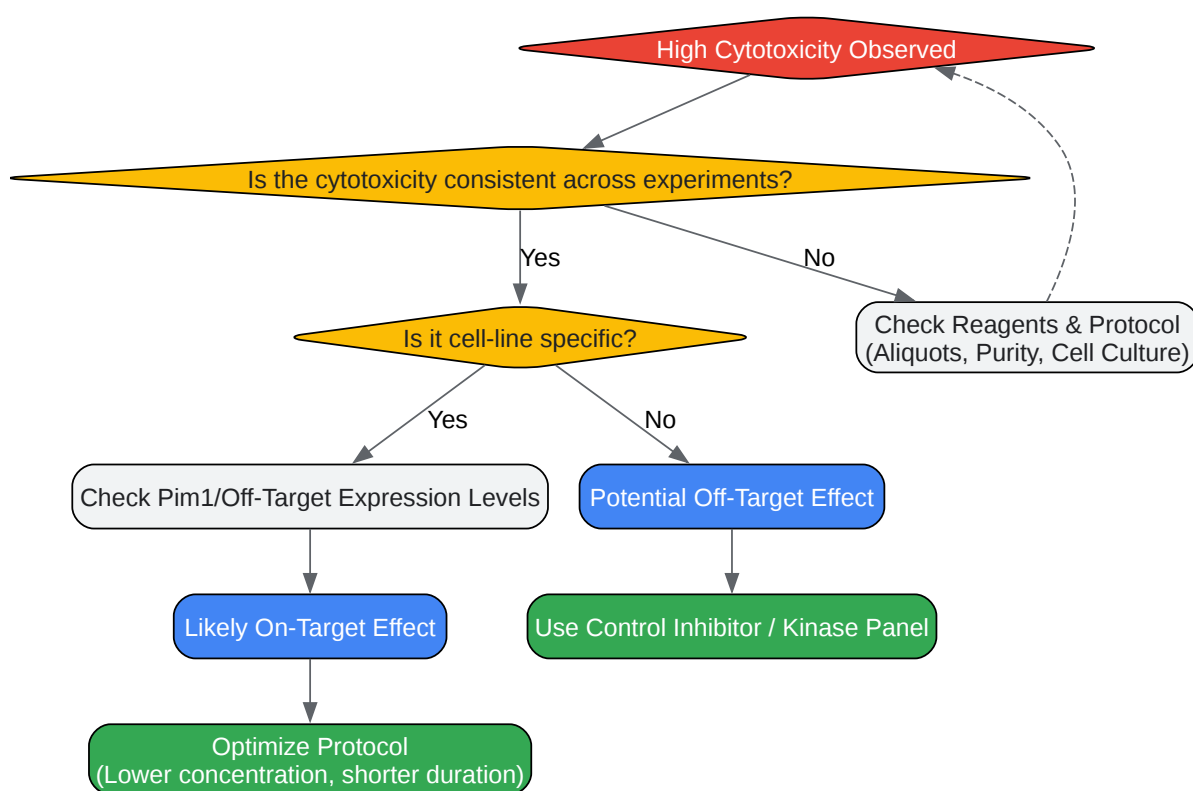 High Cytotoxicity Observed
Is the cytotoxicity consistent across experiments?
Yes
No
Check Reagents & Protocol
(Aliquots, Purity, Cell Culture)
Is it cell-line specific?
Yes
No
Check Pim1/Off-Target Expression Levels
Potential Off-Target Effect
Likely On-Target Effect
Use Control Inhibitor / Kinase Panel
Optimize Protocol
(Lower concentration, shorter duration)